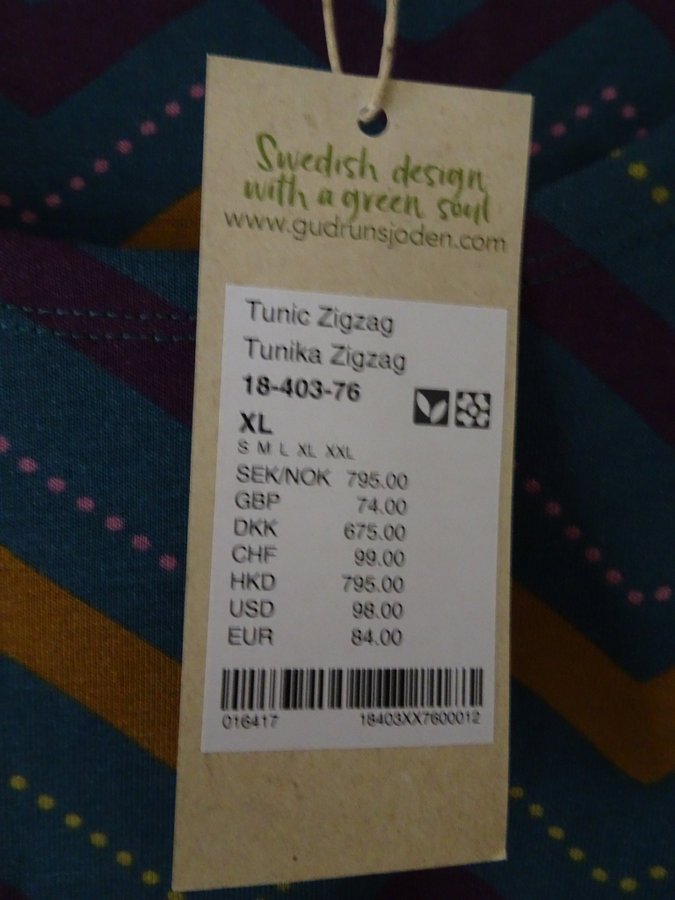 Swedish design
with a green soul
www.gudrunsjoden.com
Tunic Zigzag
Tunika Zigzag
18-403-76
XL
S M L XL XXL
SEK/NOK 795.00
GBP 74.00
DKK 675.00
CHF 99.00
HKD 795.00
USD 98.00
EUR 84.00
016417 18403XX7600012